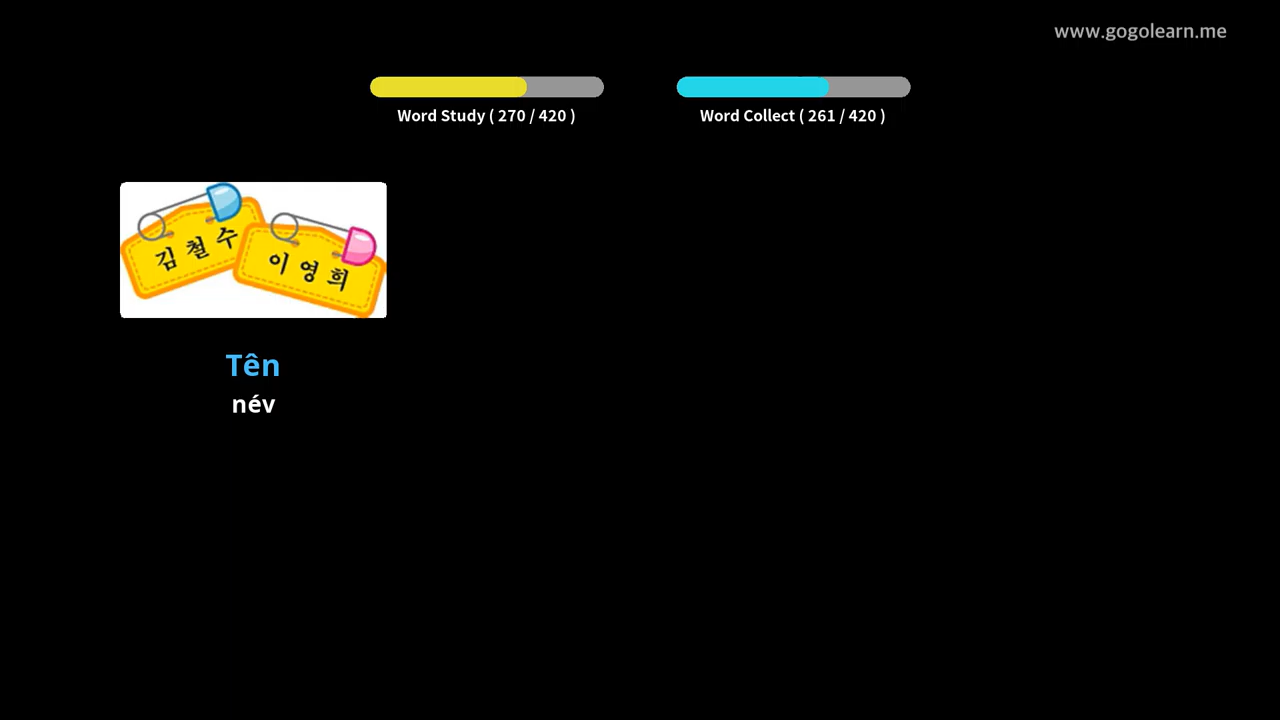 www.gogolearn.me
Word Study ( 270 / 420 )
Word Collect ( 261 / 420 )
김철수
이영희
Tên
név